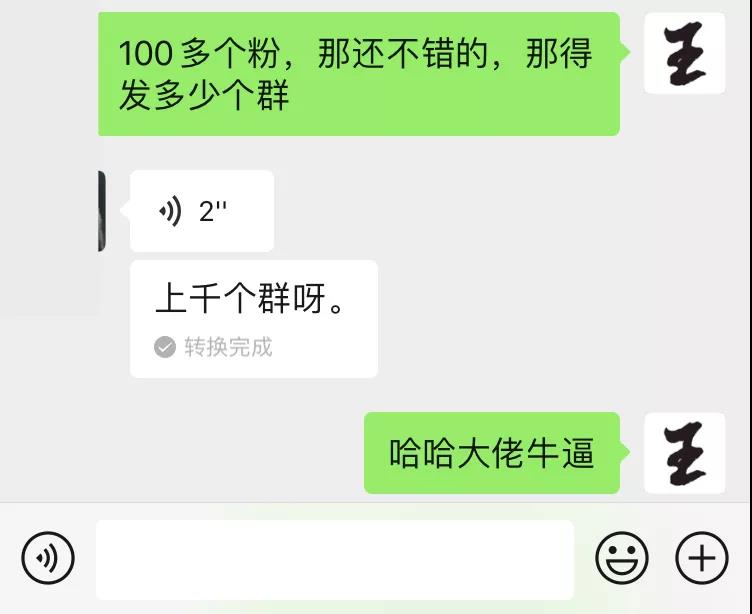 100多个粉，那还不错的，那得
发多少个群
王
2''
上千个群呀。
转换完成
哈哈大佬牛逼
王